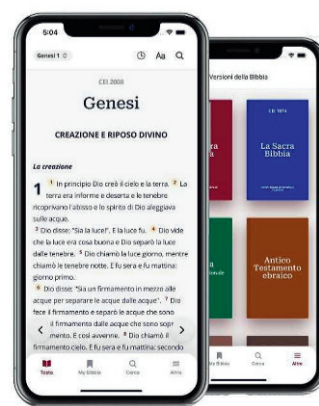 5:04
Genesi 1
Aa
CEI 2008
Genesi
CREAZIONE E RIPOSO DIVINO
La creazione
1 1 In principio Dio creò il cielo e la terra. 2 La
terra era informe e deserta e le tenebre
ricoprivano l'abisso e lo spirito di Dio aleggiava
sulle acque.
3 Dio disse: "Sia la luce!". E la luce fu. 4 Dio vide
che la luce era cosa buona e Dio separò la luce
dalle tenebre. 5 Dio chiamò la luce giorno, mentre
chiamò le tenebre notte. E fu sera e fu mattina:
giorno primo.
6 Dio disse: "Sia un firmamento in mezzo alle
acque per separare le acque dalle acque". 7 Dio
fece il firmamento e separò le acque che sono
il firmamento dalle acque che sono sopr
mento. E così avvenne. 8 Dio chiamò il
firmamento cielo. E fu sera e fu mattina: secondo
Testo
My Bibbia
Cerca
Altro
Versioni della Bibbia
ra
bia
CEI 1974
La Sacra
Bibbia
Antico
Testamento
ebraico
Cerca
Altro